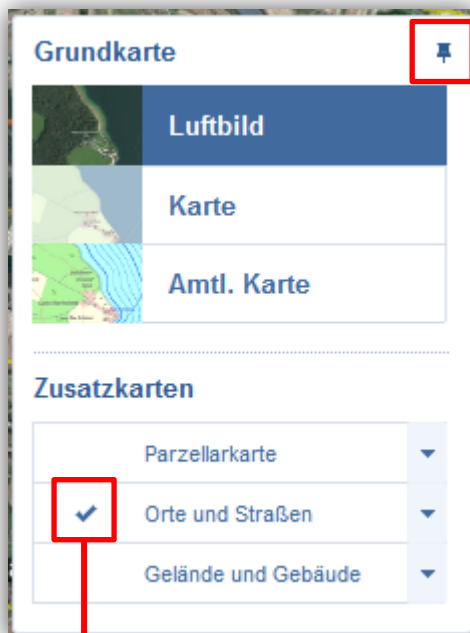 Grundkarte
Luftbild
Karte
Amtl. Karte
Zusatzkarten
Parzellarkarte
Orte und Straßen
Gelände und Gebäude